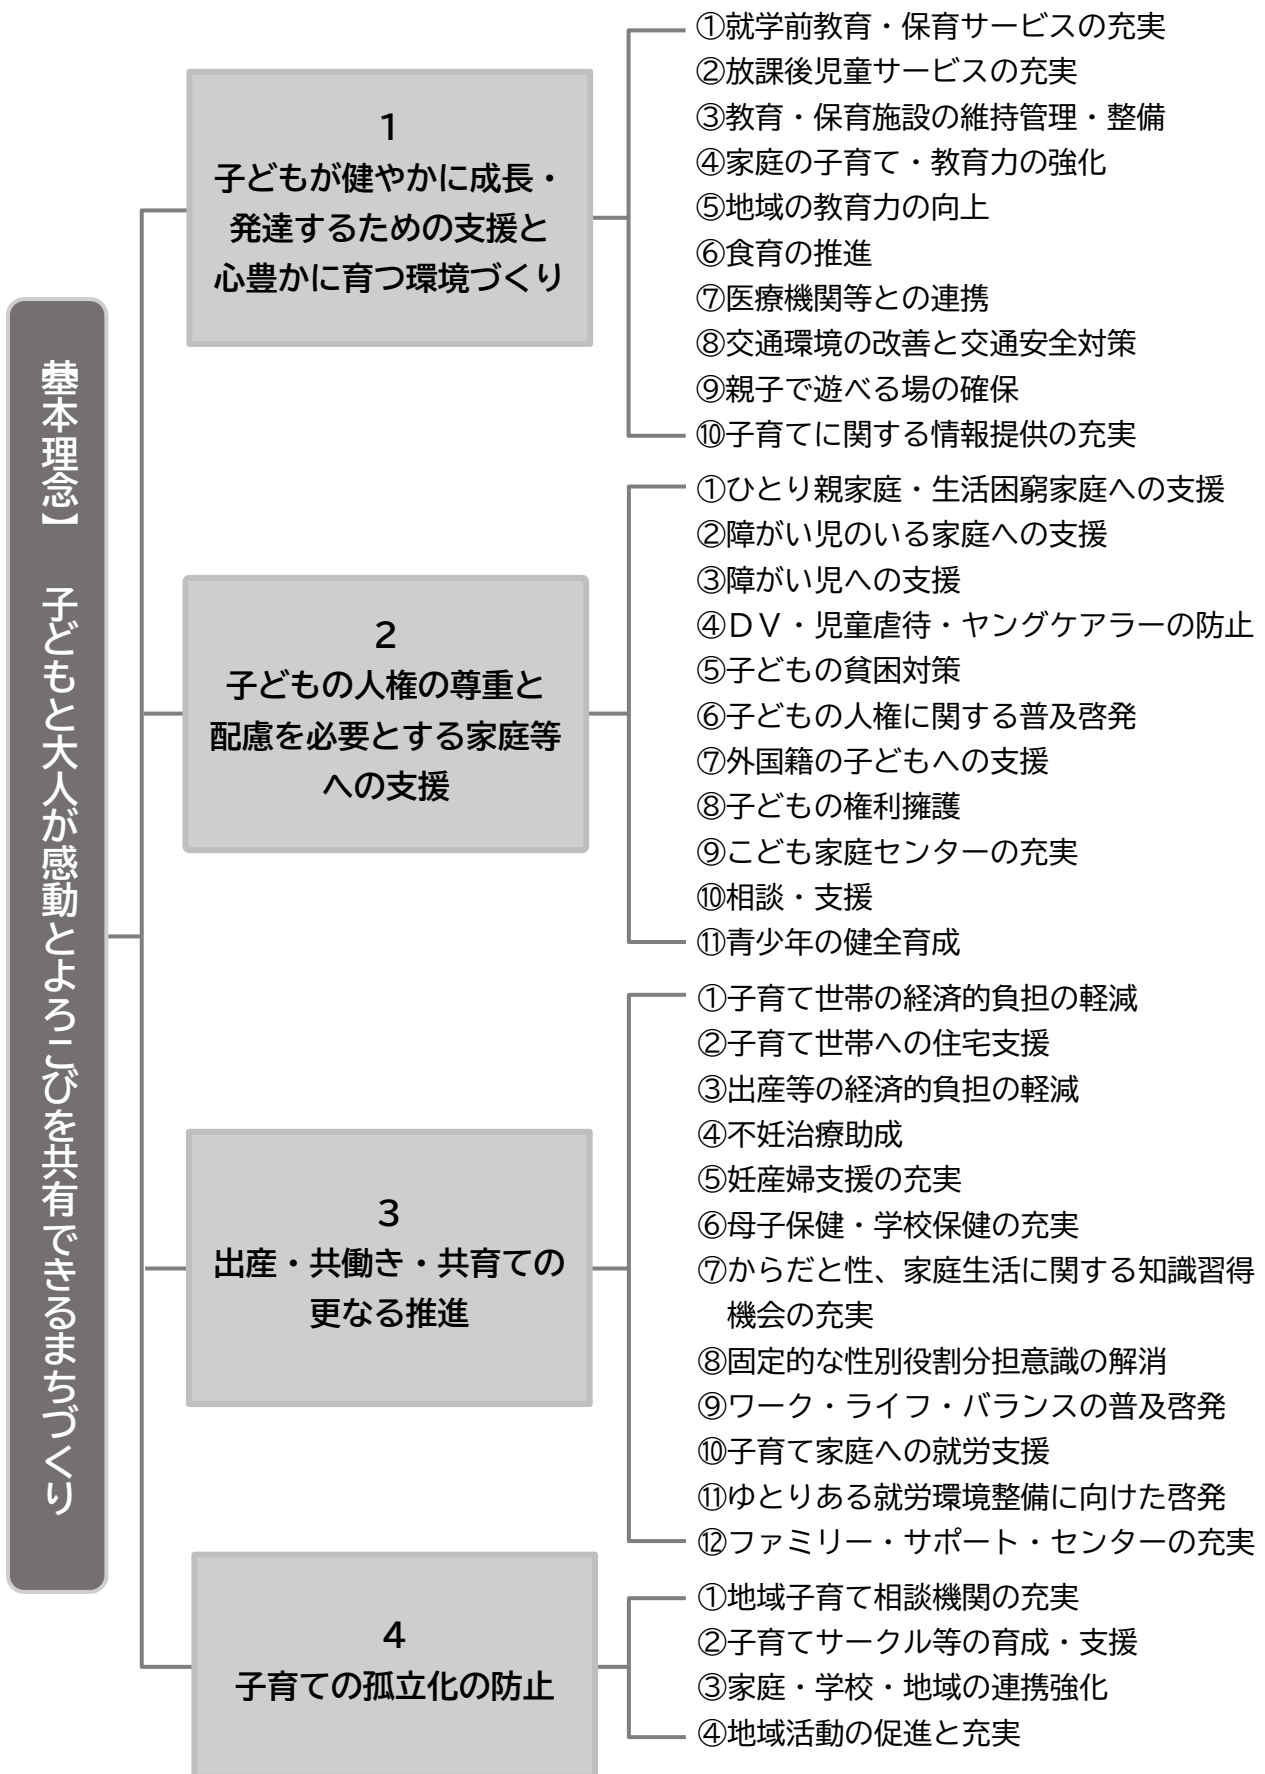 【基本理念】 子どもと大人が感動とよろこびを共有できるまちづくり
1
子どもが健やかに成長・
発達するための支援と
心豊かに育つ環境づくり
①就学前教育・保育サービスの充実
②放課後児童サービスの充実
③教育・保育施設の維持管理・整備
④家庭の子育て・教育力の強化
⑤地域の教育力の向上
⑥食育の推進
⑦医療機関等との連携
⑧交通環境の改善と交通安全対策
⑨親子で遊べる場の確保
⑩子育てに関する情報提供の充実
2
子どもの人権の尊重と
配慮を必要とする家庭等
への支援
①ひとり親家庭・生活困窮家庭への支援
②障がい児のいる家庭への支援
③障がい児への支援
④ＤＶ・児童虐待・ヤングケアラーの防止
⑤子どもの貧困対策
⑥子どもの人権に関する普及啓発
⑦外国籍の子どもへの支援
⑧子どもの権利擁護
⑨こども家庭センターの充実
⑩相談・支援
⑪青少年の健全育成
3
出産・共働き・共育ての
更なる推進
①子育て世帯の経済的負担の軽減
②子育て世帯への住宅支援
③出産等の経済的負担の軽減
④不妊治療助成
⑤妊産婦支援の充実
⑥母子保健・学校保健の充実
⑦からだと性、家庭生活に関する知識習得
機会の充実
⑧固定的な性別役割分担意識の解消
⑨ワーク・ライフ・バランスの普及啓発
⑩子育て家庭への就労支援
⑪ゆとりある就労環境整備に向けた啓発
⑫ファミリー・サポート・センターの充実
4
子育ての孤立化の防止
①地域子育て相談機関の充実
②子育てサークル等の育成・支援
③家庭・学校・地域の連携強化
④地域活動の促進と充実